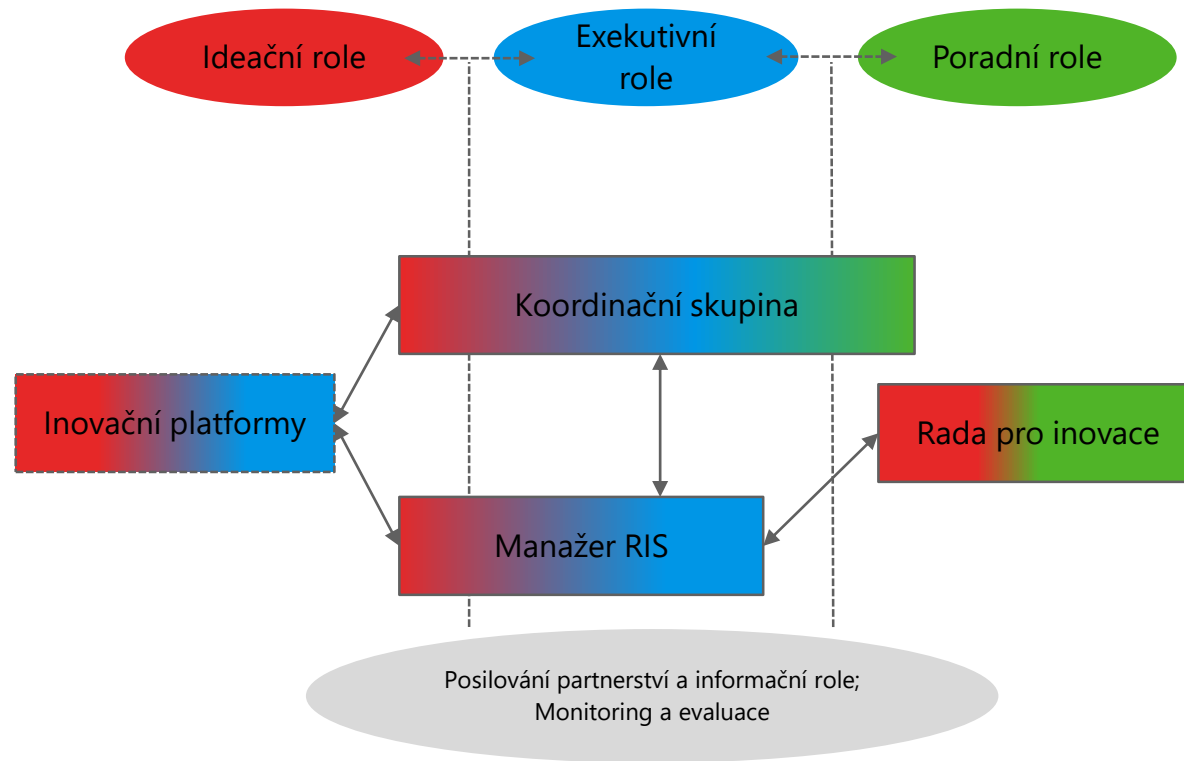 Ideační role
Exekutivní
role
Poradní role
Koordinační skupina
Inovační platformy
Rada pro inovace
Manažer RIS
Posilování partnerství a informační role;
Monitoring a evaluace